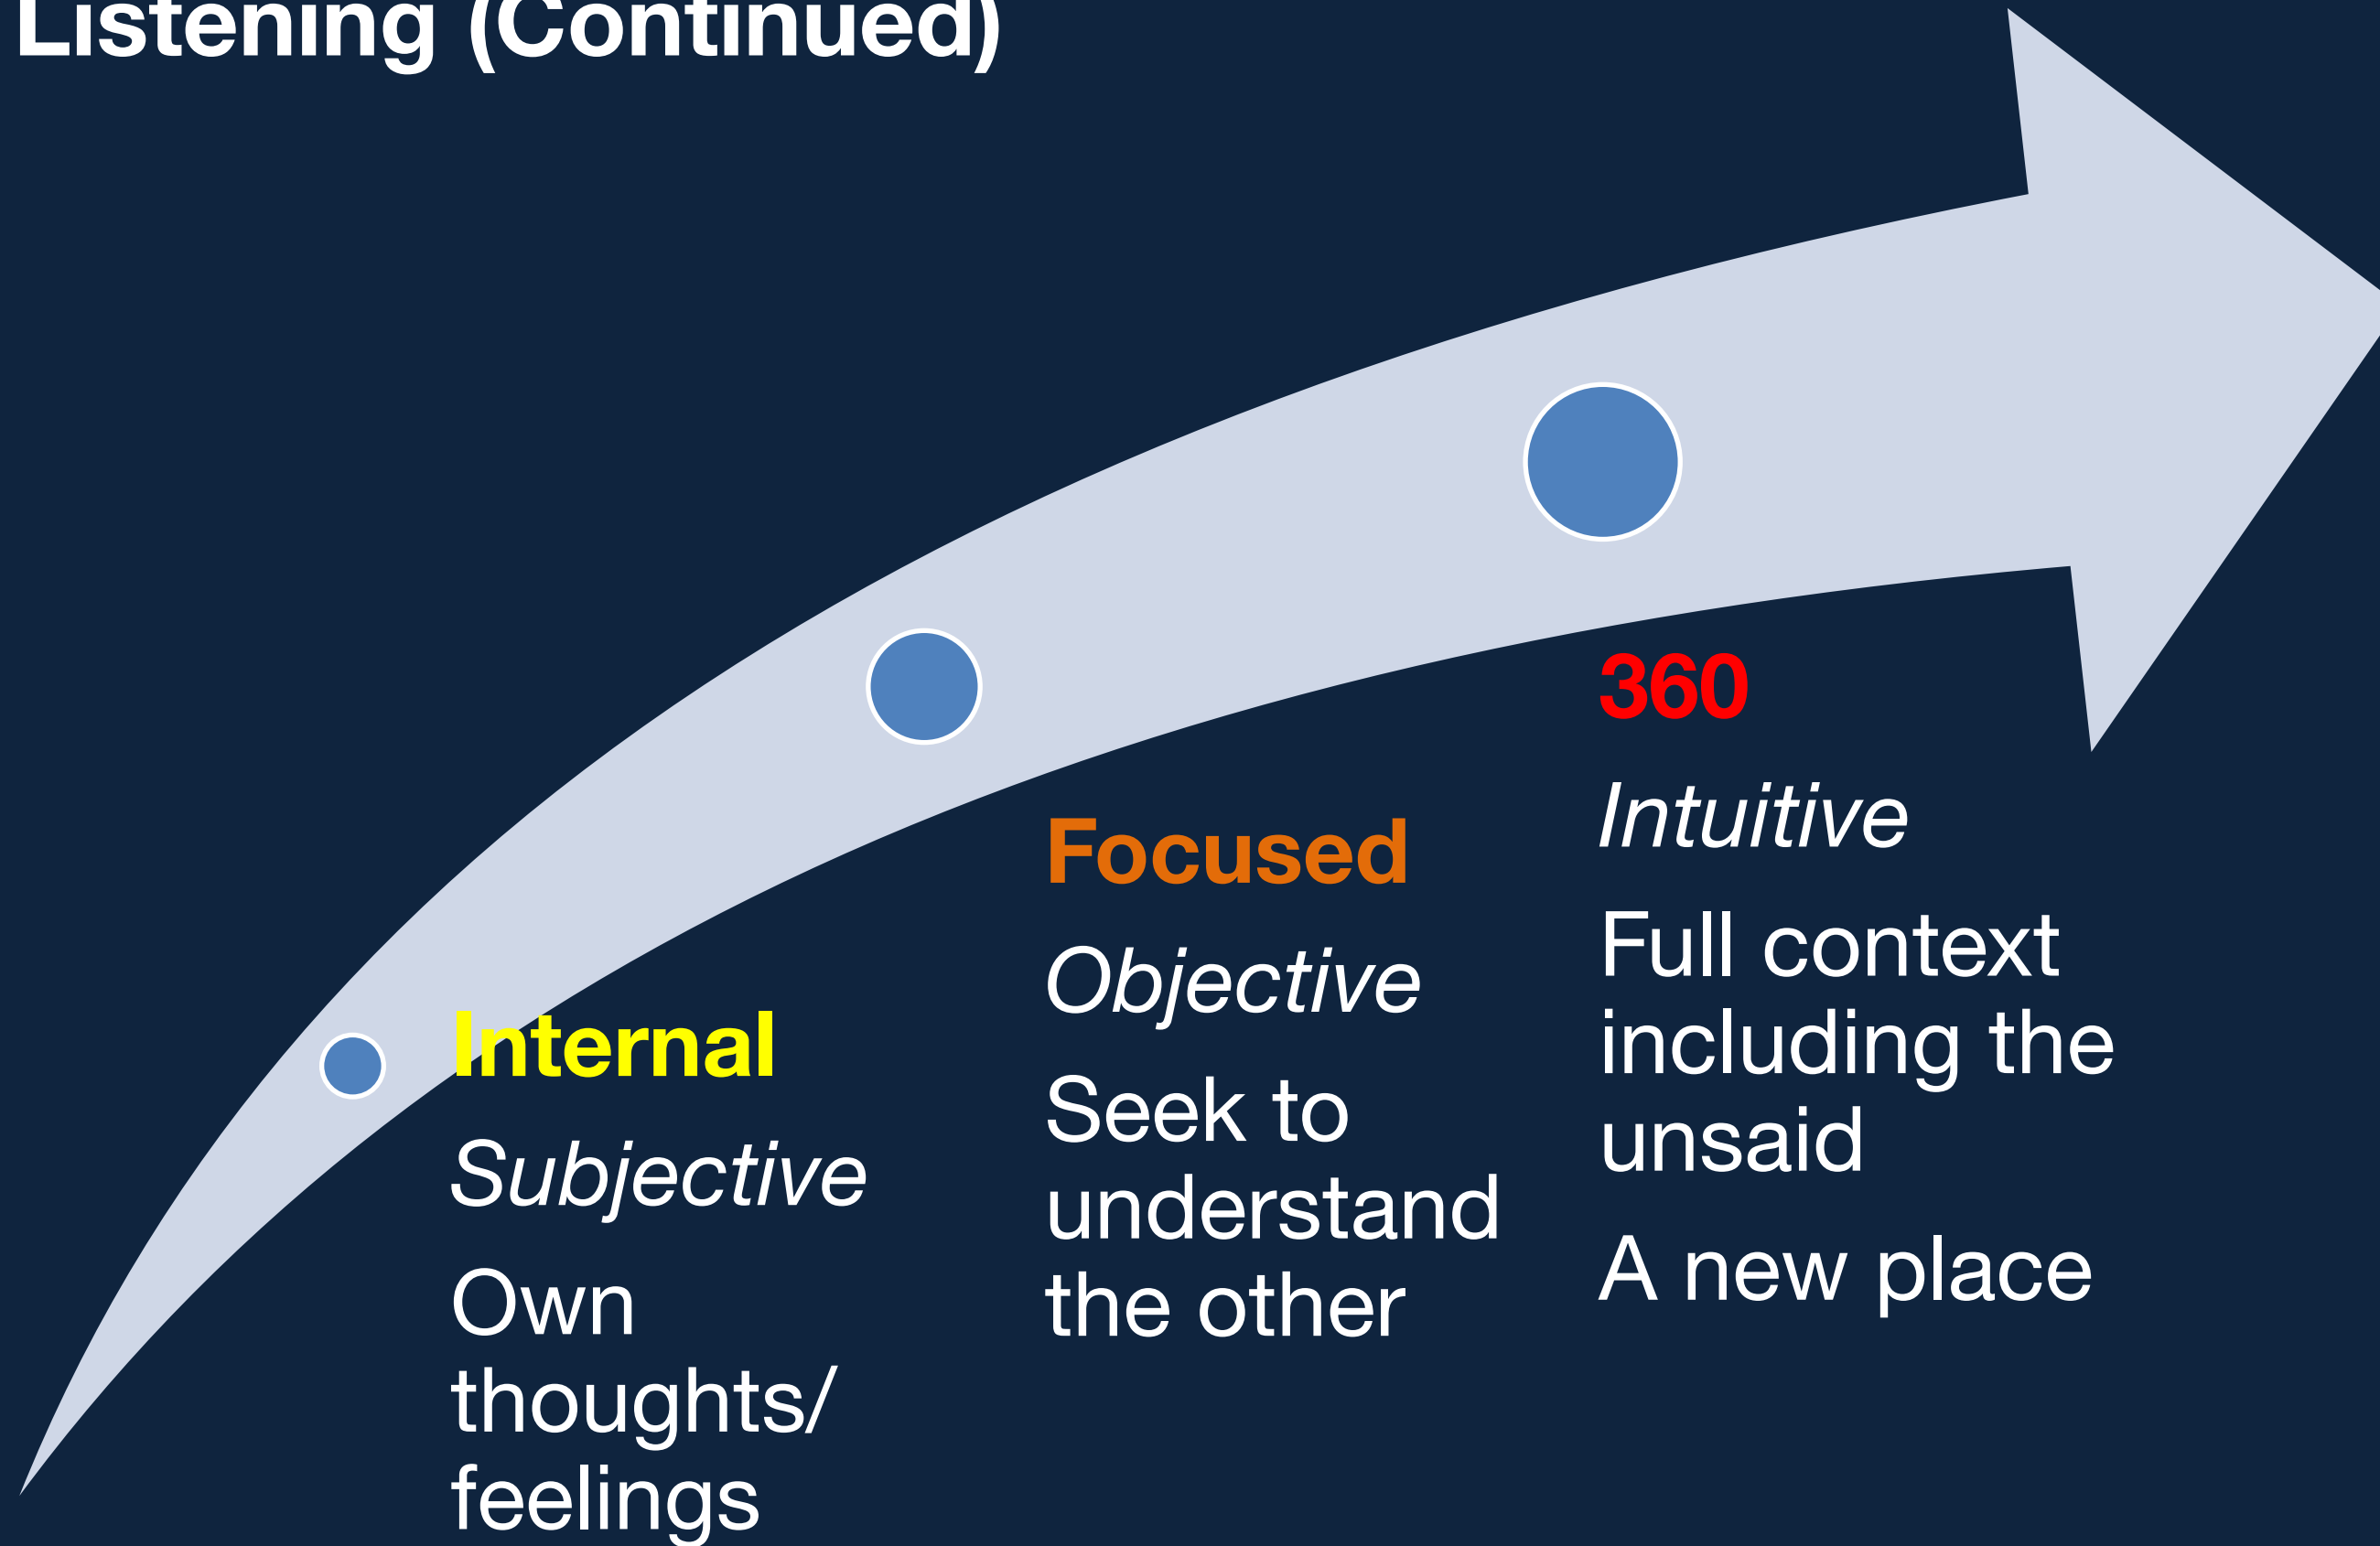 Listening (Continued)
Internal
Subjective
Own
thoughts/
feelings
Focused
Objective
Seek to
understand
the other
360
Intuitive
Full context
including the
unsaid
A new place